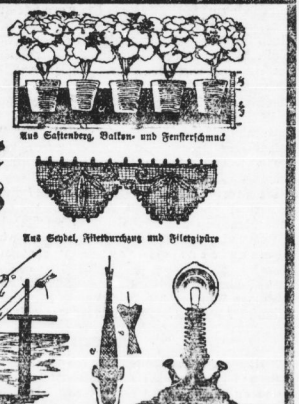 Aus Saftenberg, Balkon- und Fensterschmuck
Aus Seydel, Filetdurchzug und Filetgipüre